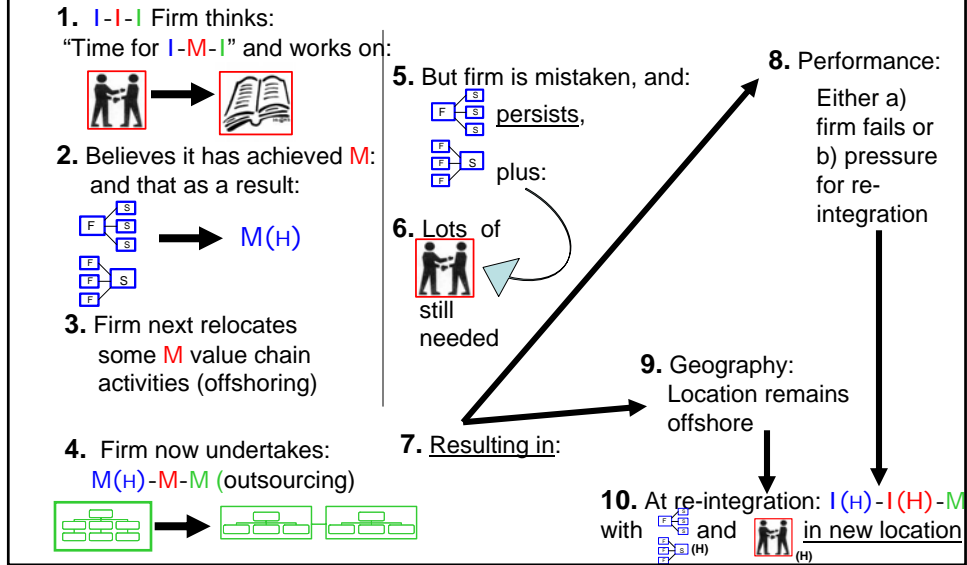 1. I-I-I Firm thinks:
“Time for I-M-I” and works on:
2. Believes it has achieved M:
and that as a result:
F
S
S
S
M(H)
F
F
F
S
3. Firm next relocates
some M value chain
activities (offshoring)
4. Firm now undertakes:
M(H)-M-M (outsourcing)
5. But firm is mistaken, and:
F
S
S
S
persists,
F
F
F
S
plus:
6. Lots of
still
needed
7. Resulting in:
8. Performance:
Either a)
firm fails or
b) pressure
for re-
integration
9. Geography:
Location remains
offshore
10. At re-integration: I(H)-I(H)-M
with
F
S
S
S
F
F
F
S
(H)
and
(H)
in new location